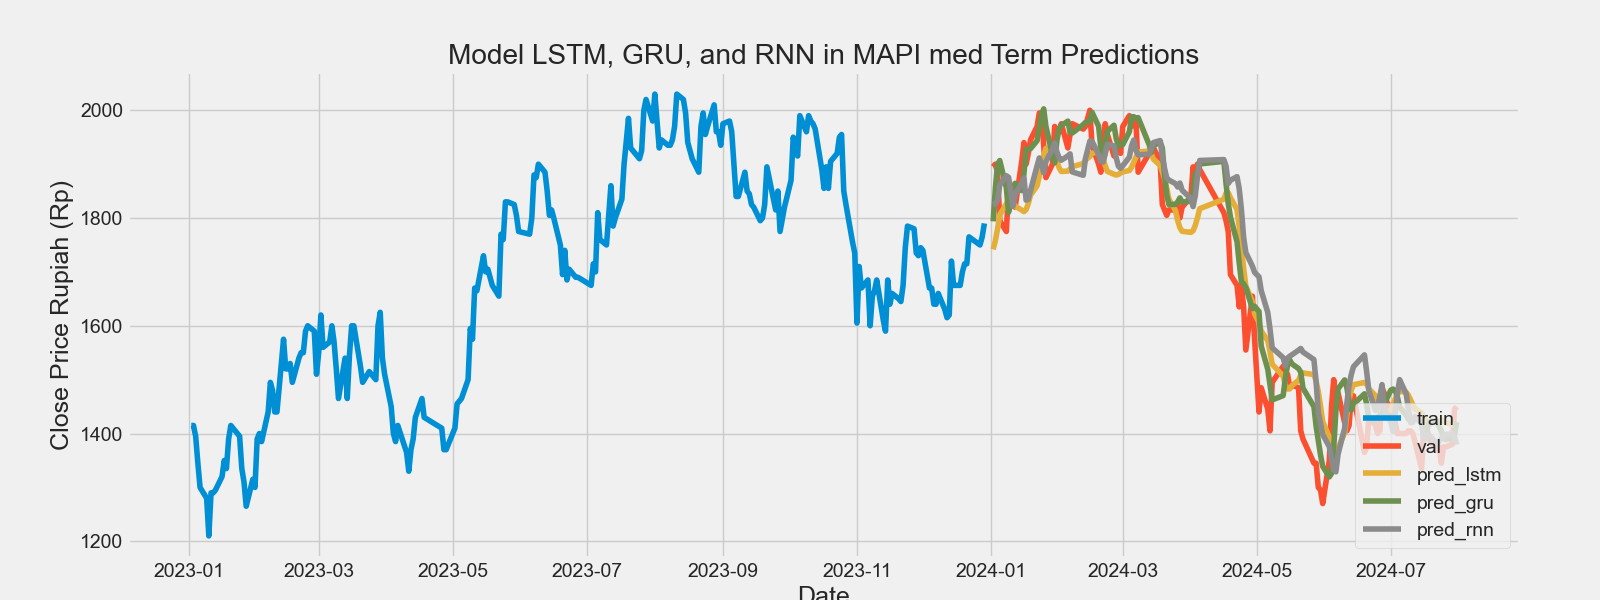 Model LSTM, GRU, and RNN in MAPI med Term Predictions
Close Price Rupiah (Rp)
2000
1800
1600
1400
1200
train
val
pred_lstm
pred_gru
pred_rnn
2023-01 2023-03 2023-05 2023-07 2023-09 2023-11 2024-01 2024-03 2024-05 2024-07
Date